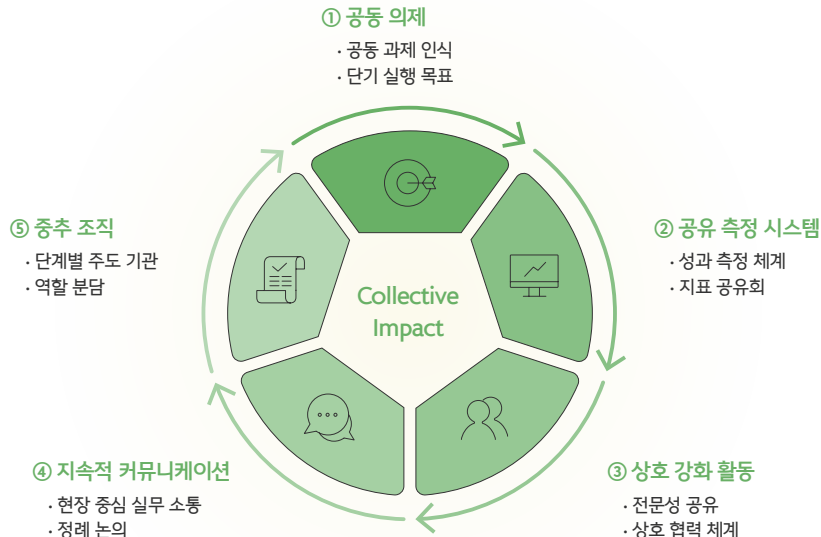 ① 공동 의제
· 공동 과제 인식
· 단기 실행 목표
② 공유 측정 시스템
· 성과 측정 체계
· 지표 공유회
③ 상호 강화 활동
· 전문성 공유
· 상호 협력 체계
④ 지속적 커뮤니케이션
· 현장 중심 실무 소통
· 정례 논의
⑤ 중추 조직
· 단계별 주도 기관
· 역할 분담
Collective
Impact